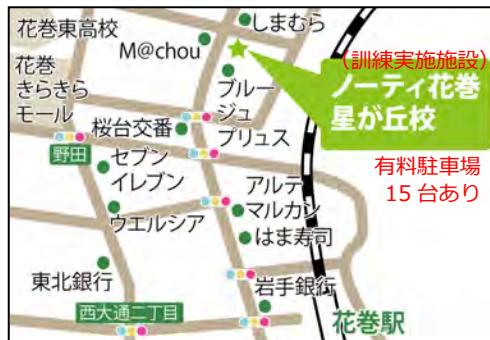 しまむら
花巻東高校
M@chou
花巻
きらきら
モール
(訓練実施施設)
ノーティ花巻
星が丘校
ブルー
ジュ
プリュス
桜台交番
野田
セブン
イレブン
有料駐車場
15 台あり
アルテ
マルカン
ウエルシア
はま寿司
東北銀行
岩手銀行
西大通二丁目
花巻駅